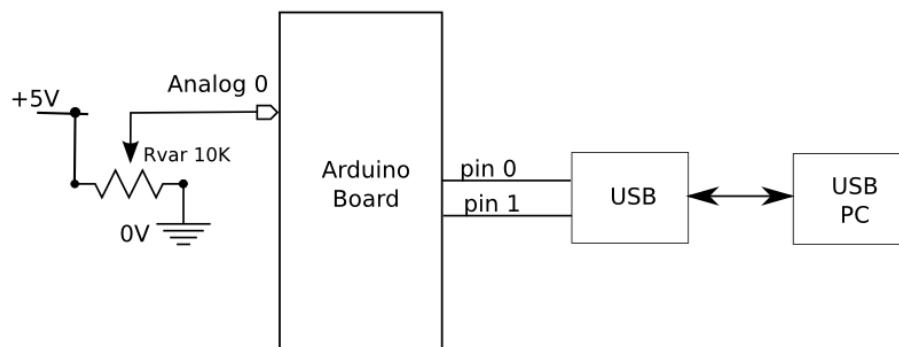 Analog 0
+5V
Rvar 10K
0V
Arduino
Board
pin 0
pin 1
USB
USB
PC